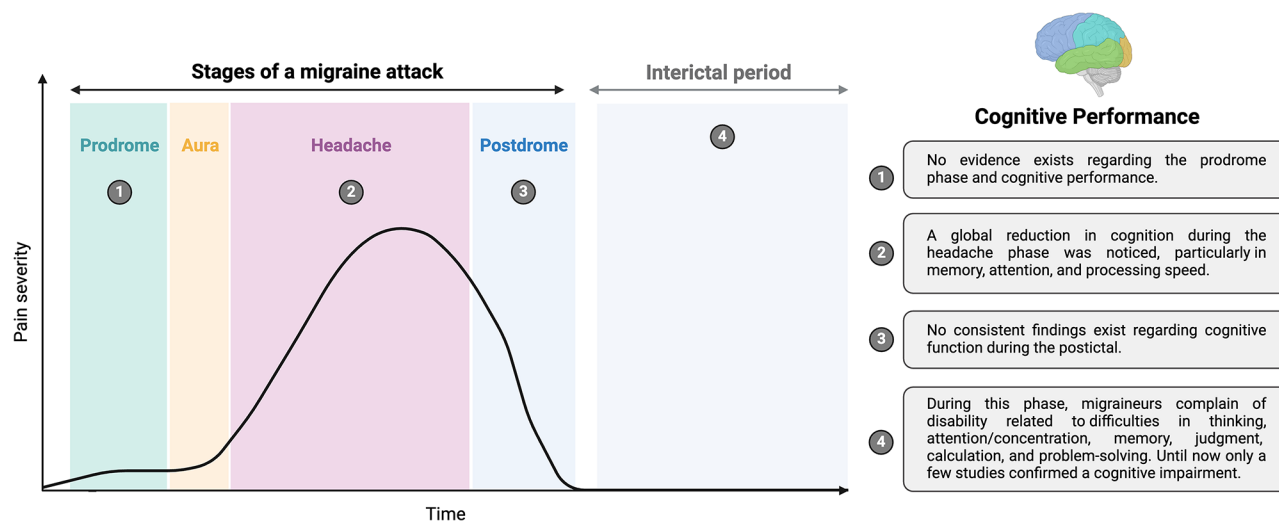 Stages of a migraine attack
Interictal period
Prodrome
Aura
Headache
Postdrome
1
2
3
4
Pain severity
Time
Cognitive Performance
1
No evidence exists regarding the prodrome
phase and cognitive performance.
2
A global reduction in cognition during the
headache phase was noticed, particularly in
memory, attention, and processing speed.
3
No consistent findings exist regarding cognitive
function during the postictal.
4
During this phase, migraineurs complain of
disability related to difficulties in thinking,
attention/concentration, memory, judgment,
calculation, and problem-solving. Until now only a
few studies confirmed a cognitive impairment.